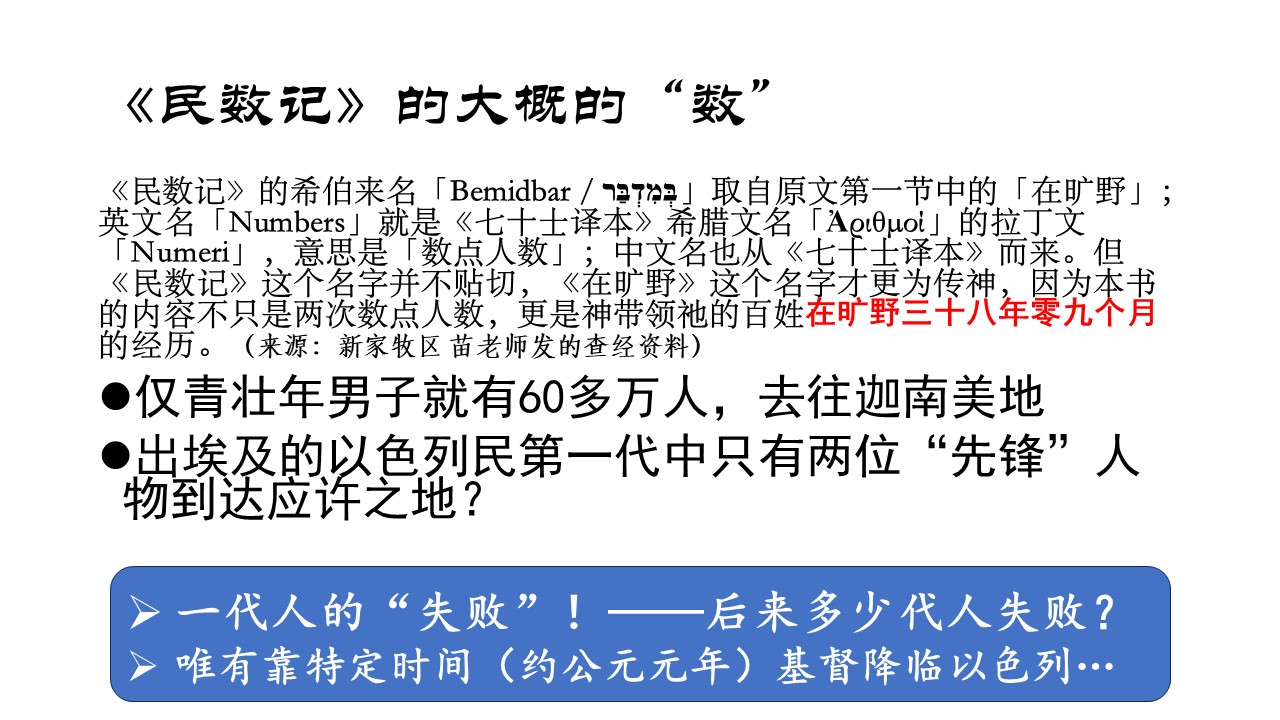 《民数记》的大概的“数”
《民数记》的希伯来名「Bemidbar / בְּמִדְבַּר」取自原文第一节中的「在旷野」；
英文名「Numbers」就是《七十士译本》希腊文名「Ἀριθμοί」的拉丁文
「Numeri」，意思是「数点人数」；中文名也从《七十士译本》而来。但
《民数记》这个名字并不贴切，《在旷野》这个名字才更为传神，因为本书
的内容不只是两次数点人数，更是神带领祂的百姓在旷野三十八年零九个月
的经历。（来源：新家牧区 苗老师发的查经资料）
●仅青壮年男子就有60多万人，去往迦南美地
●出埃及的以色列民第一代中只有两位“先锋”人
物到达应许之地？
➢ 一代人的“失败”！——后来多少代人失败？
➢ 唯有靠特定时间（约公元元年）基督降临以色列…